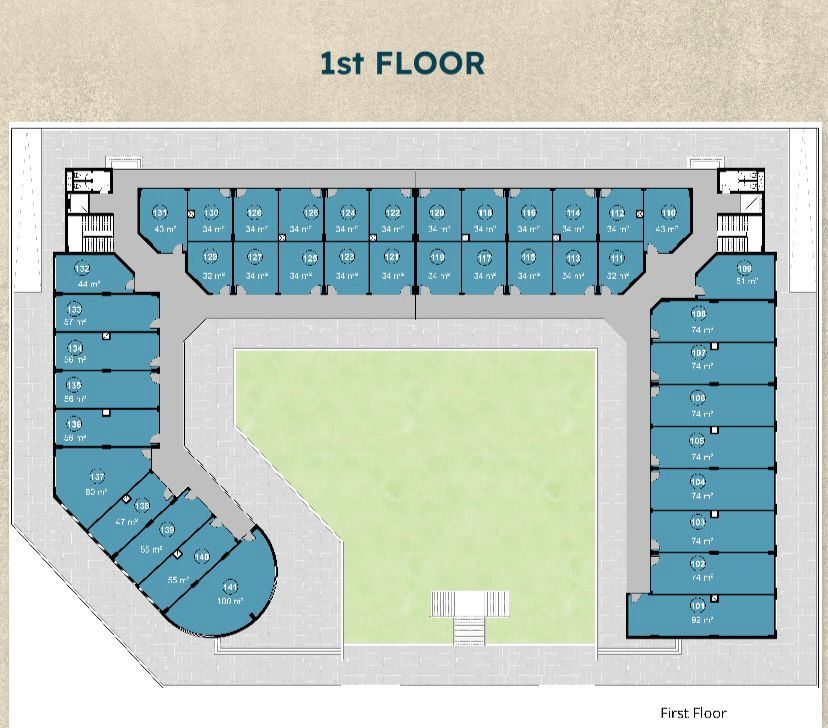 1st FLOOR
131 130 128 126 124 122 120 118 116 114 112 110
34 m² 34 m² 34 m² 34 m² 34 m² 34 m² 34 m² 34 m² 34 m² 34 m² 43 m²
129 127 125 123 121 119 117 115 113 111
32 m² 34 m² 34 m² 34 m² 34 m² 34 m² 34 m² 34 m² 34 m² 32 m²
132
44 m²
109
51 m²
133
57 m²
108
74 m²
134
56 m²
107
74 m²
135
56 m²
106
74 m²
136
56 m²
105
74 m²
137
80 m²
104
74 m²
138
47 m²
103
74 m²
139
55 m²
102
74 m²
140
55 m²
101
92 m²
141
100 m²
First Floor